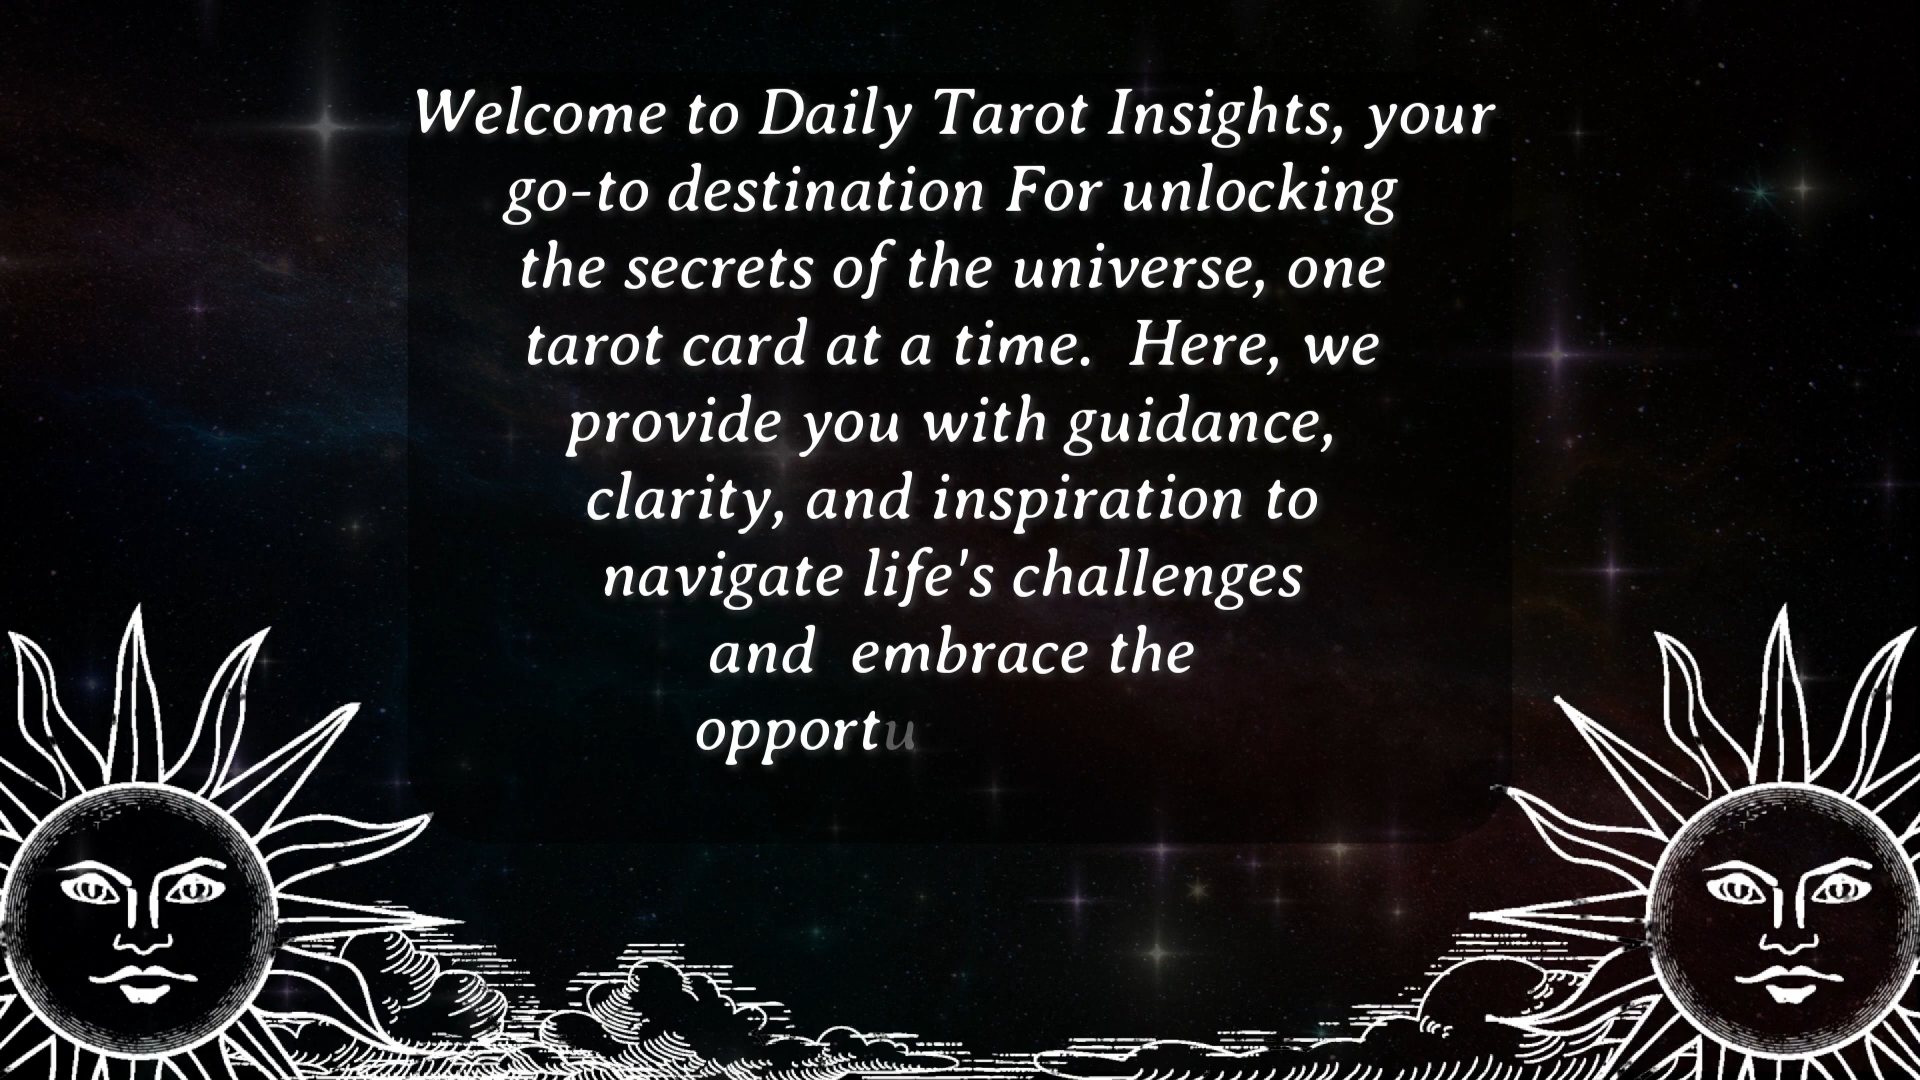 Welcome to Daily Tarot Insights, your
go-to destination For unlocking
the secrets of the universe, one
tarot card at a time.  Here, we
provide you with guidance,
clarity, and inspiration to
navigate life's challenges
and  embrace the
opportu